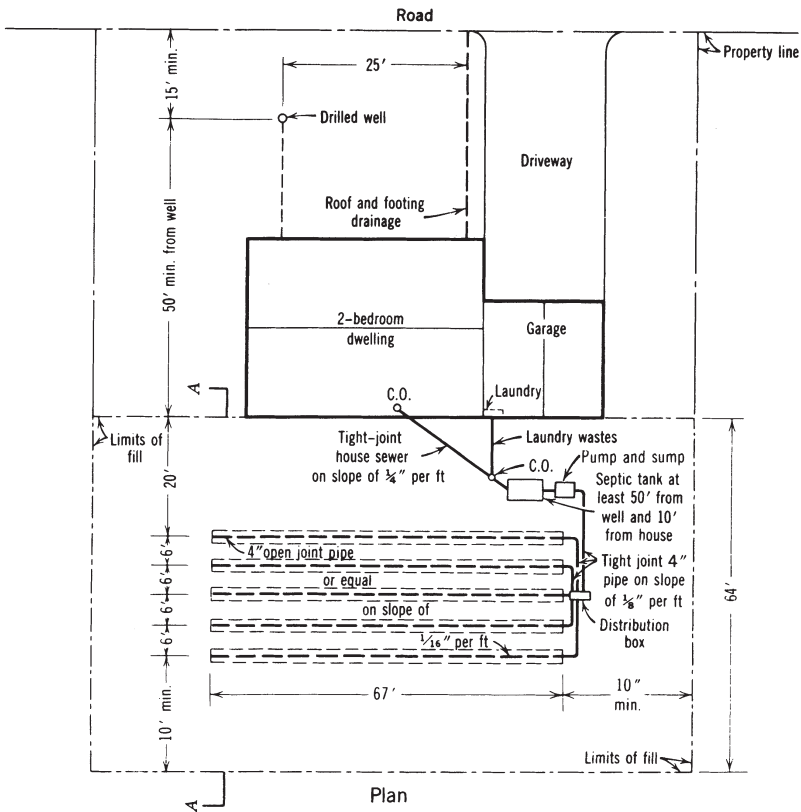 Road
Property line
15' min.
25'
Drilled well
Driveway
50' min. from well
Roof and footing
drainage
2-bedroom
dwelling
Garage
A
C.O.
Laundry
Limits of
fill
Tight-joint
house sewer
on slope of 1/4" per ft
Laundry wastes
C.O.
Pump and sump
Septic tank at
least 50' from
well and 10'
from house
20'
4" open joint pipe
or equal
on slope of
1/16" per ft
6'
6'
6'
6'
Tight joint 4"
pipe on slope
of 1/8" per ft
Distribution
box
64'
10' min.
67'
10"
min.
Limits of fill
A
Plan